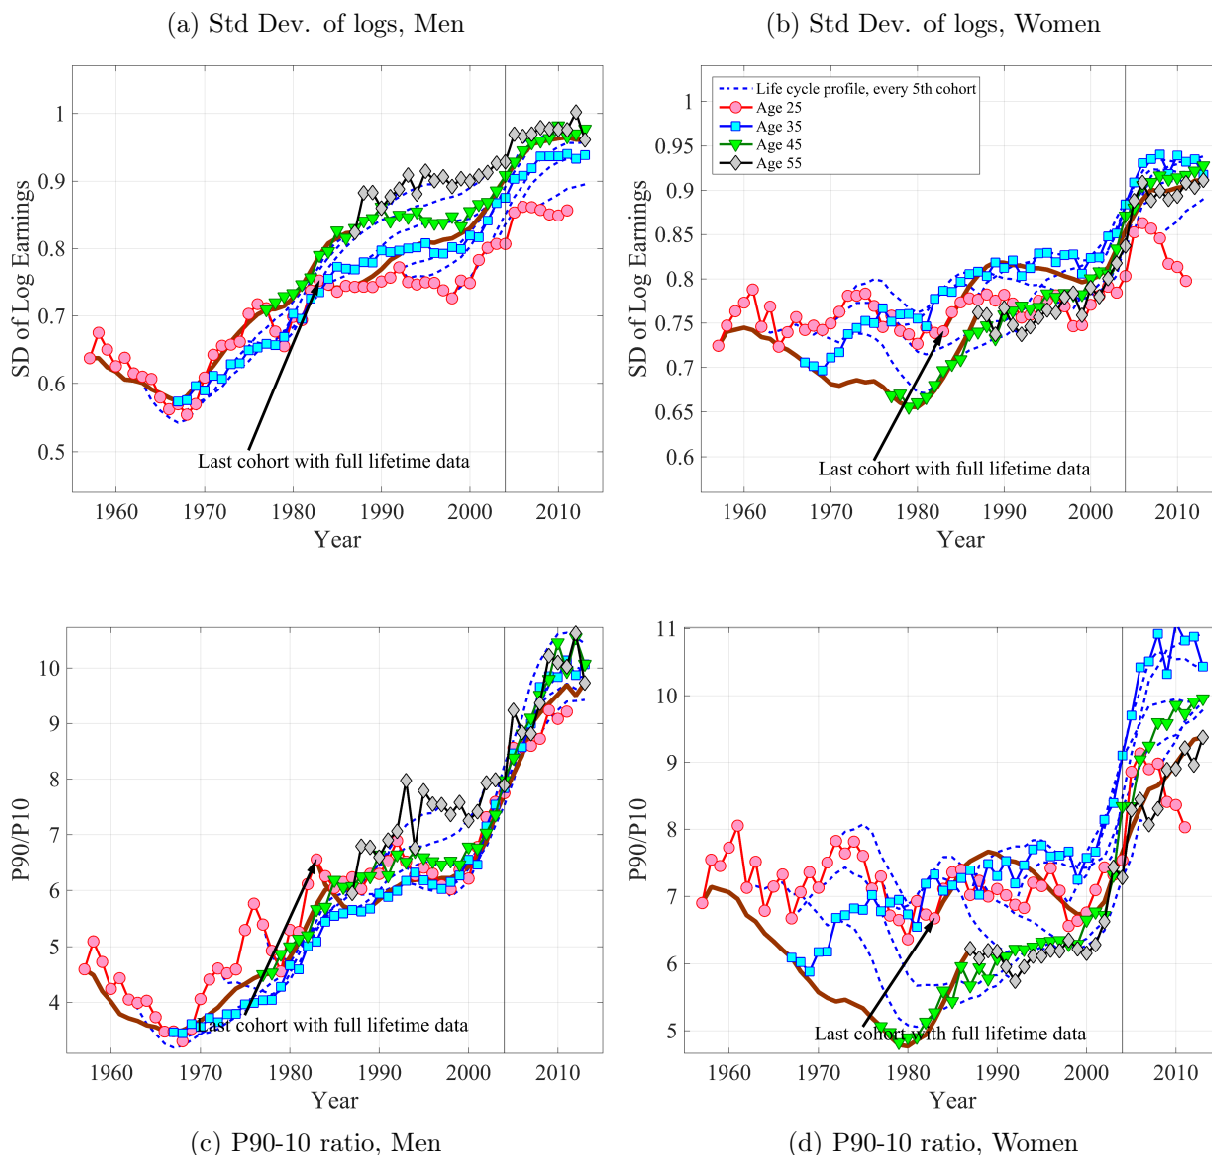 (a) Std Dev. of logs, Men
(b) Std Dev. of logs, Women
SD of Log Earnings
1
0.9
0.8
0.7
0.6
0.5
Last cohort with full lifetime data
1960 1970 1980 1990 2000 2010
Year
SD of Log Earnings
1
0.95
0.9
0.85
0.8
0.75
0.7
0.65
0.6
Life cycle profile, every 5th cohort
Age 25
Age 35
Age 45
Age 55
Last cohort with full lifetime data
1960 1970 1980 1990 2000 2010
Year
P90/P10
10
9
8
7
6
5
4
Last cohort with full lifetime data
1960 1970 1980 1990 2000 2010
Year
P90/P10
11
10
9
8
7
6
5
Last cohort with full lifetime data
1960 1970 1980 1990 2000 2010
Year
(c) P90-10 ratio, Men
(d) P90-10 ratio, Women